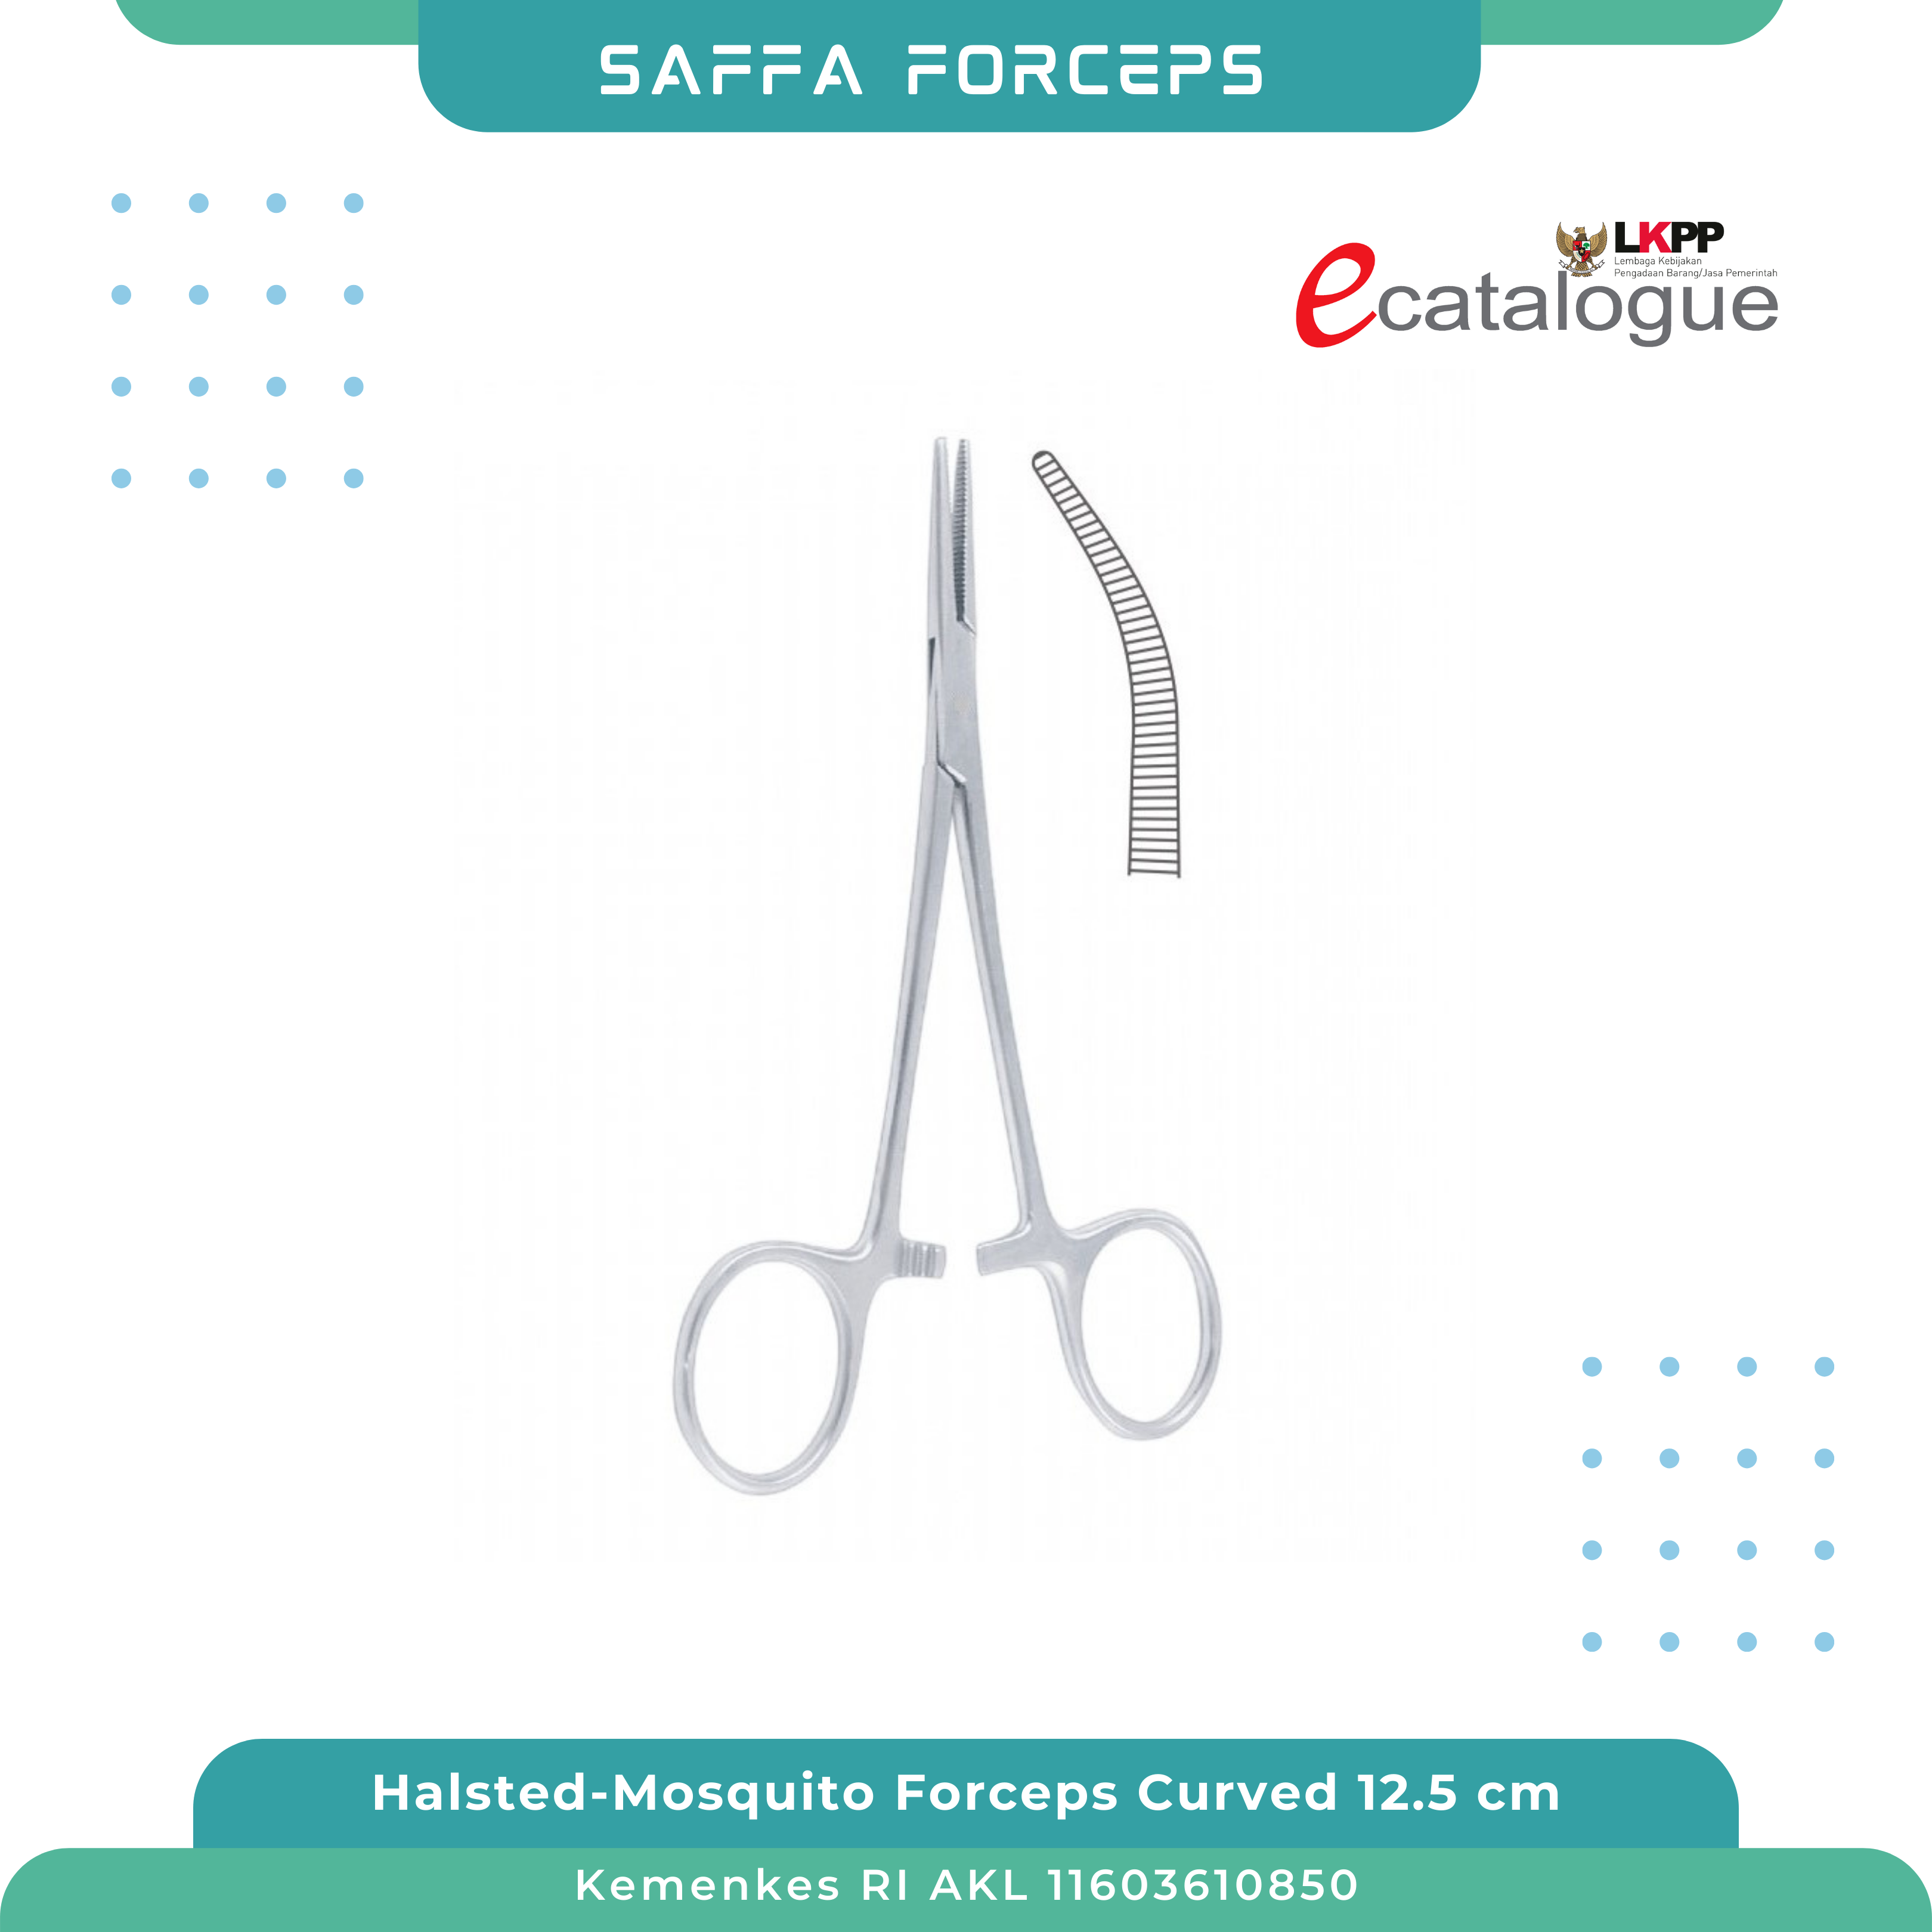 SAFFA FORCEPS
LKPP
Lembaga Kebijakan
Pengadaan Barang/Jasa Pemerintah
ecatalogue
Halsted-Mosquito Forceps Curved 12.5 cm
Kemenkes RI AKL 11603610850